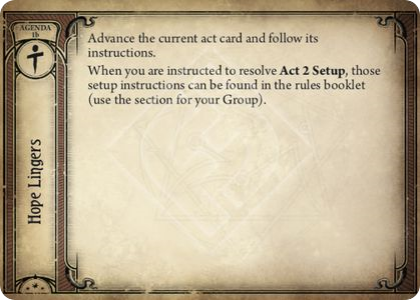 AGENDA
1b
Advance the current act card and follow its
instructions.
When you are instructed to resolve Act 2 Setup, those
setup instructions can be found in the rules booklet
(use the section for your Group).
Hope Lingers